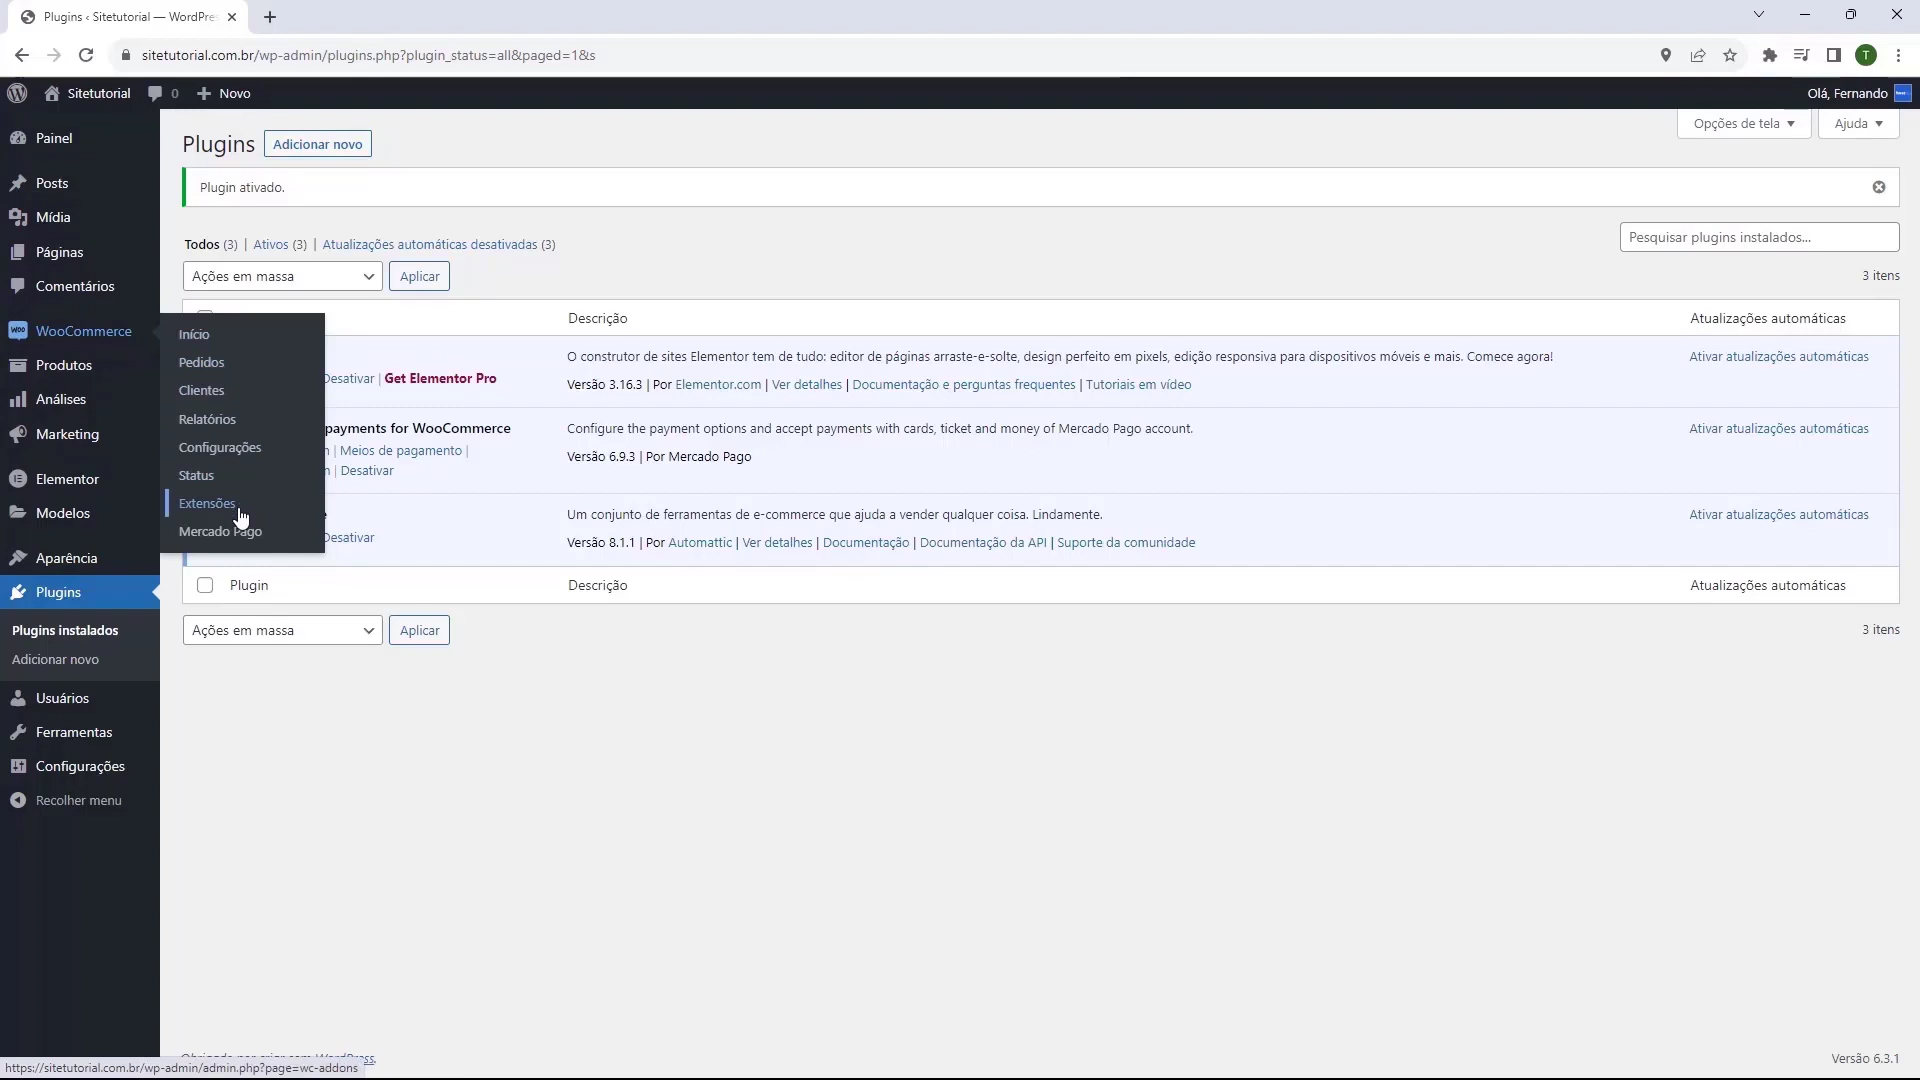 Plugins ‹ Sitetutorial — WordPre
sitetutorial.com.br/wp-admin/plugins.php?plugin_status=all&paged=1&s
T
Sitetutorial
0
Novo
Olá, Fernando
Painel
Posts
Mídia
Páginas
Comentários
WooCommerce
Produtos
Análises
Marketing
Elementor
Modelos
Aparência
Plugins
Plugins instalados
Adicionar novo
Usuários
Ferramentas
Configurações
Recolher menu
Início
Pedidos
Clientes
Relatórios
Configurações
Status
Extensões
Mercado Pago
Plugins
Adicionar novo
Opções de tela
Ajuda
Plugin ativado.
Todos (3) | Ativos (3) | Atualizações automáticas desativadas (3)
Pesquisar plugins instalados...
Ações em massa
Aplicar
3 itens
Descrição
Atualizações automáticas
Desativar | Get Elementor Pro
O construtor de sites Elementor tem de tudo: editor de páginas arraste-e-solte, design perfeito em pixels, edição responsiva para dispositivos móveis e mais. Comece agora!
Versão 3.16.3 | Por Elementor.com | Ver detalhes | Documentação e perguntas frequentes | Tutoriais em vídeo
Ativar atualizações automáticas
payments for WooCommerce
| Meios de pagamento |
| Desativar
Configure the payment options and accept payments with cards, ticket and money of Mercado Pago account.
Versão 6.9.3 | Por Mercado Pago
Ativar atualizações automáticas
Desativar
Um conjunto de ferramentas de e-commerce que ajuda a vender qualquer coisa. Lindamente.
Versão 8.1.1 | Por Automattic | Ver detalhes | Documentação | Documentação da API | Suporte da comunidade
Ativar atualizações automáticas
Plugin
Descrição
Atualizações automáticas
Ações em massa
Aplicar
3 itens
Versão 6.3.1
https://sitetutorial.com.br/wp-admin/admin.php?page=wc-addons